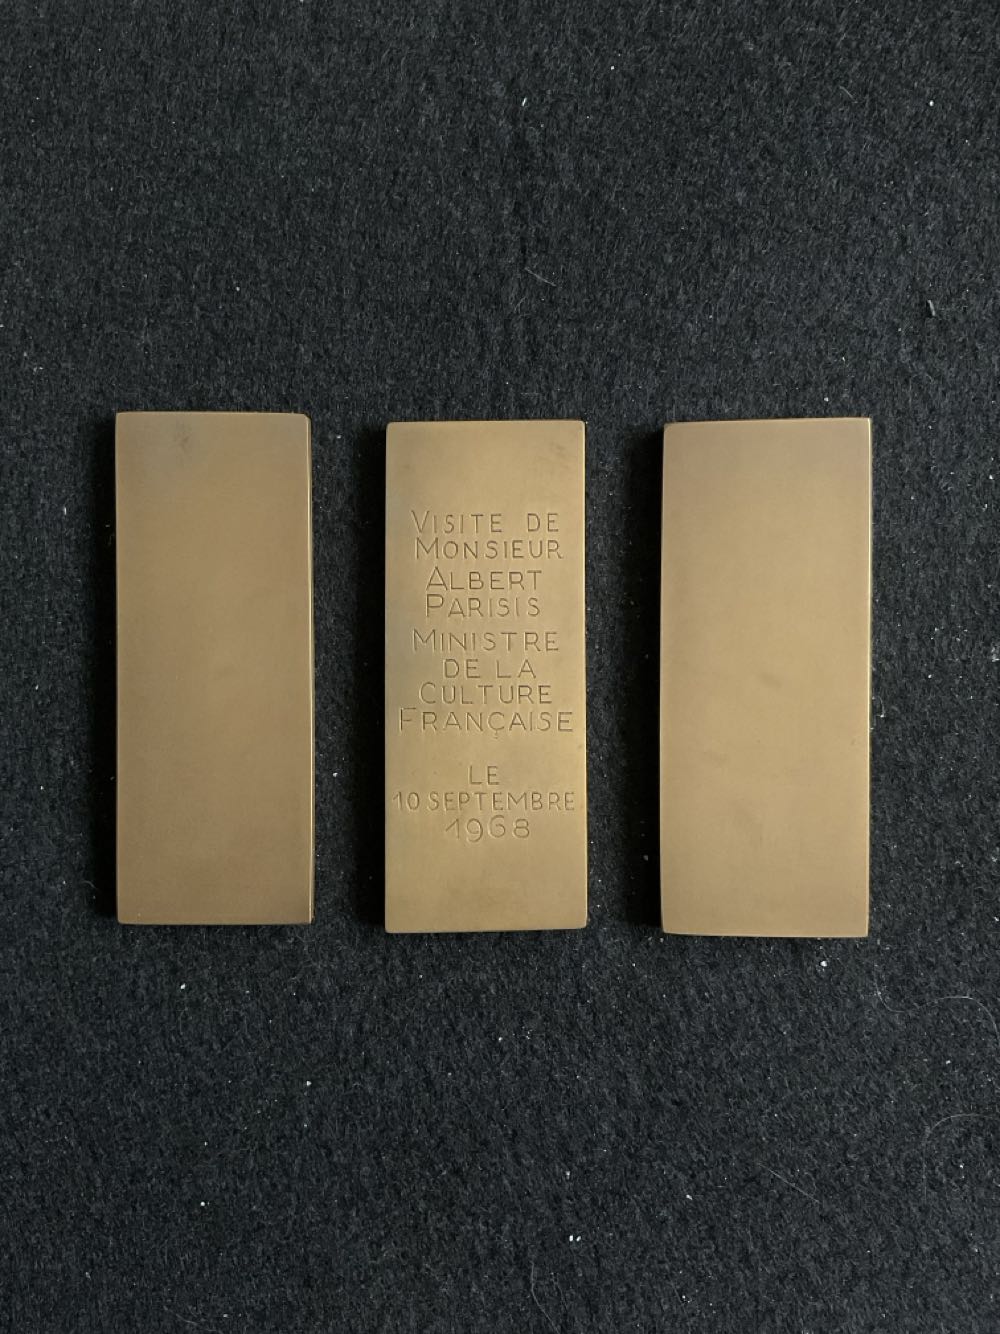 VISITE DE
MONSIEUR
ALBERT
PARISIS
MINISTRE
DE LA
CULTURE
FRANÇAISE
LE
10 SEPTEMBRE
1968